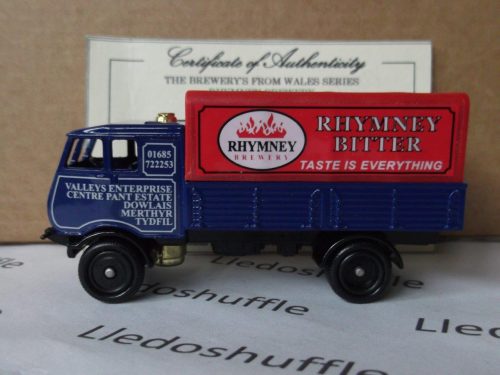 Certificate of Authenticity
THE BREWERY'S FROM WALES SERIES
RHYMNEY
BREWERY
RHYMNEY
BITTER
TASTE IS EVERYTHING
01685
722253
VALLEYS ENTERPRISE
CENTRE PANT ESTATE
DOWLAIS
MERTHYR
TYDFIL
Lledoshuffle
Lledoshuffle
Lledoshuffle